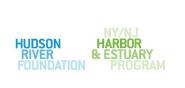 HUDSON
RIVER
FOUNDATION
NY/NJ
HARBOR
& ESTUARY
PROGRAM